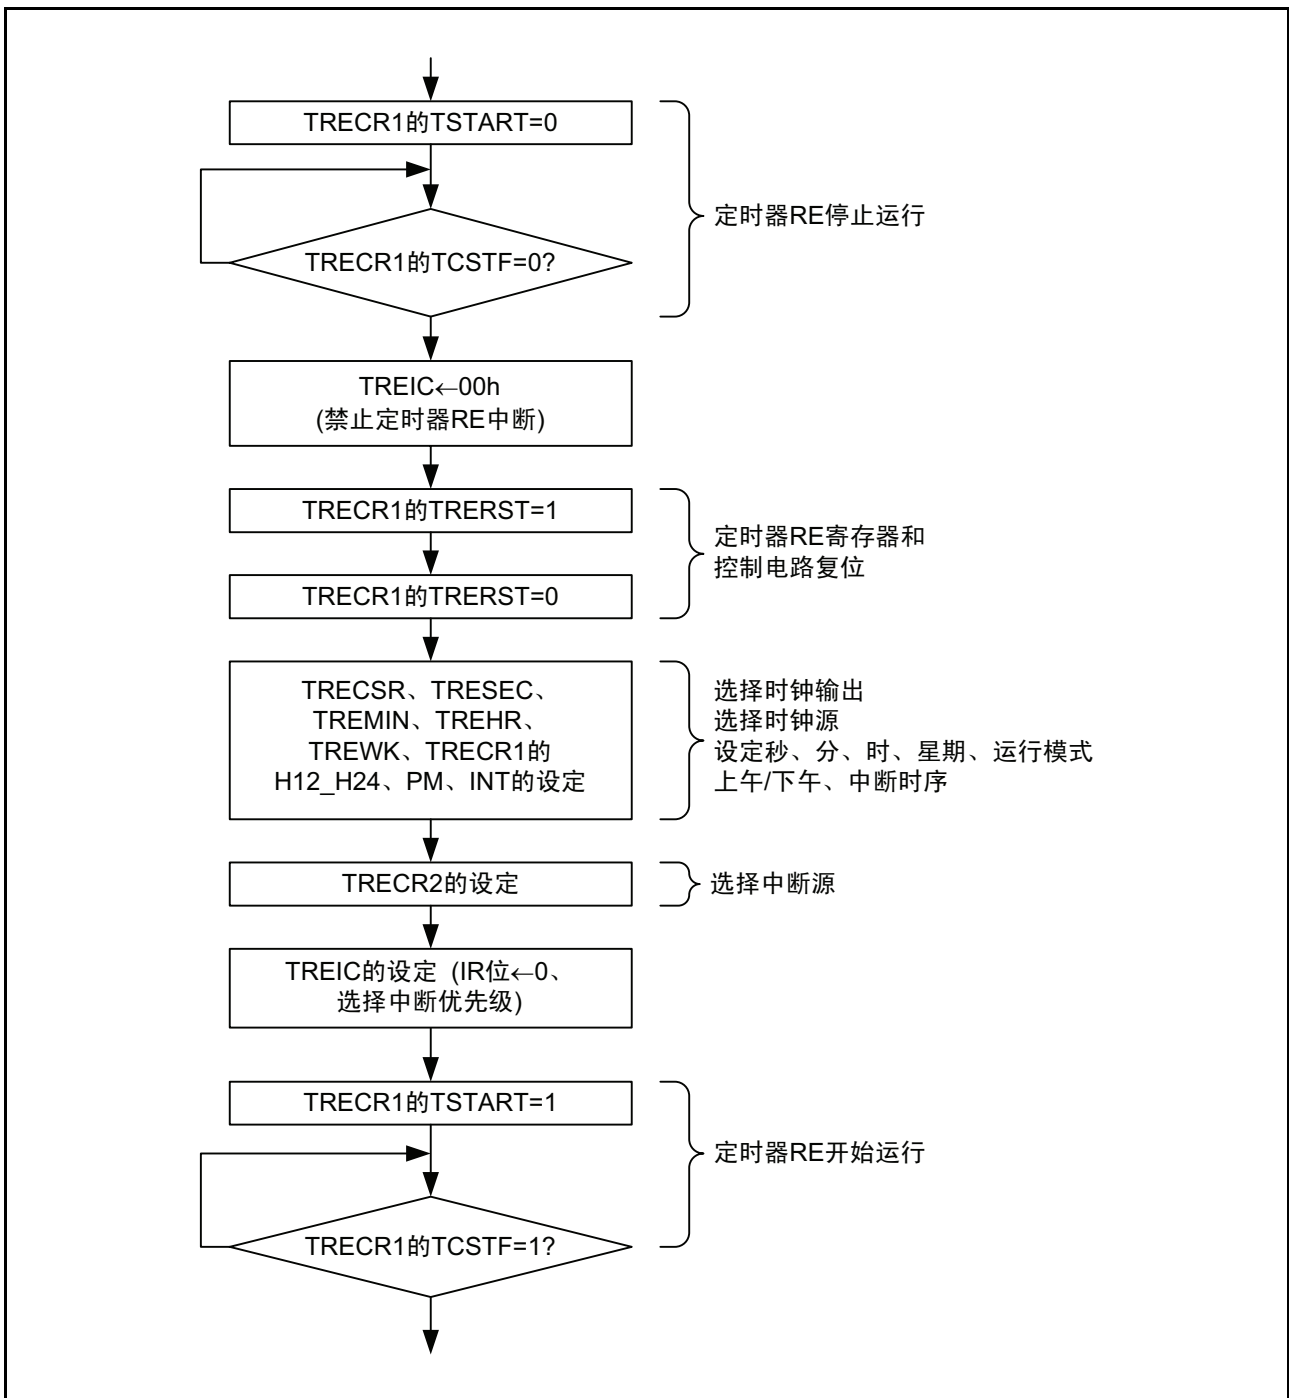 TRECR1的TSTART=0
定时器RE停止运行
TRECR1的TCSTF=0?
TREIC←00h
(禁止定时器RE中断)
TRECR1的TRERST=1
定时器RE寄存器和
控制电路复位
TRECR1的TRERST=0
TRECSR、TRESEC、
TREMIN、TREHR、
TREWK、TRECR1的
H12_H24、PM、INT的设定
选择时钟输出
选择时钟源
设定秒、分、时、星期、运行模式
上午/下午、中断时序
TRECR2的设定
选择中断源
TREIC的设定 (IR位←0、
选择中断优先级)
TRECR1的TSTART=1
定时器RE开始运行
TRECR1的TCSTF=1?